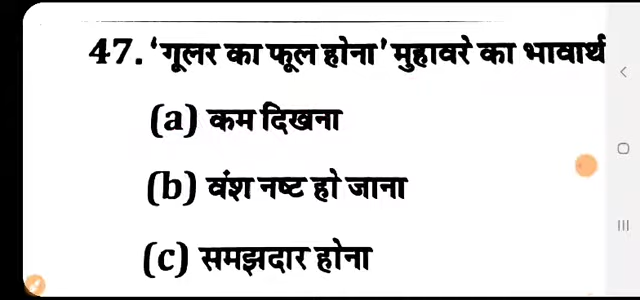 47. 'गूलर का फूल होना' मुहावरे का भावार्थ
(a) कम दिखना
(b) वंश नष्ट हो जाना
(c) समझदार होना